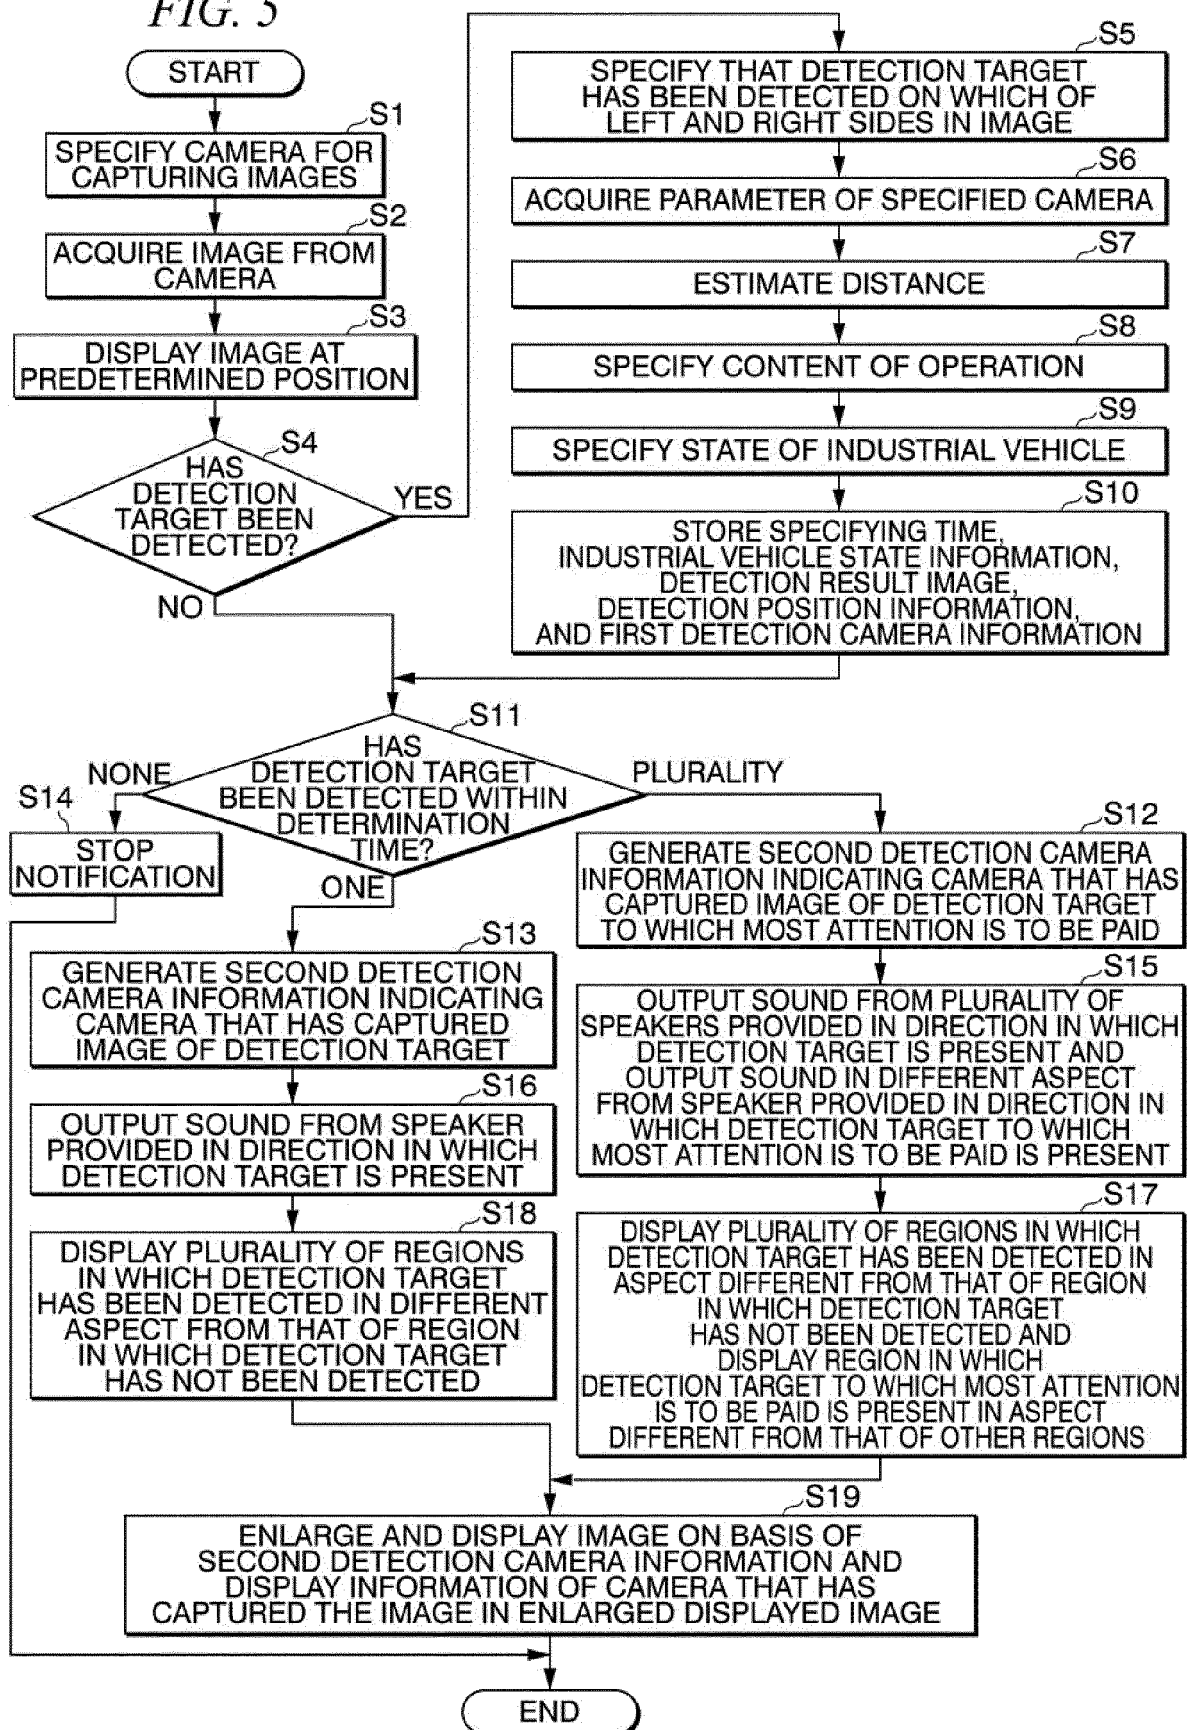 FIG. 5
START
S1
SPECIFY CAMERA FOR
CAPTURING IMAGES
S2
ACQUIRE IMAGE FROM
CAMERA
S3
DISPLAY IMAGE AT
PREDETERMINED POSITION
S4
HAS
DETECTION
TARGET BEEN
DETECTED?
YES
NO
S5
SPECIFY THAT DETECTION TARGET
HAS BEEN DETECTED ON WHICH OF
LEFT AND RIGHT SIDES IN IMAGE
S6
ACQUIRE PARAMETER OF SPECIFIED CAMERA
S7
ESTIMATE DISTANCE
S8
SPECIFY CONTENT OF OPERATION
S9
SPECIFY STATE OF INDUSTRIAL VEHICLE
S10
STORE SPECIFYING TIME,
INDUSTRIAL VEHICLE STATE INFORMATION,
DETECTION RESULT IMAGE,
DETECTION POSITION INFORMATION,
AND FIRST DETECTION CAMERA INFORMATION
S11
HAS
DETECTION TARGET
BEEN DETECTED WITHIN
DETERMINATION
TIME?
NONE
PLURALITY
ONE
S14
STOP
NOTIFICATION
S12
GENERATE SECOND DETECTION CAMERA
INFORMATION INDICATING CAMERA THAT HAS
CAPTURED IMAGE OF DETECTION TARGET
TO WHICH MOST ATTENTION IS TO BE PAID
S13
GENERATE SECOND DETECTION
CAMERA INFORMATION INDICATING
CAMERA THAT HAS CAPTURED
IMAGE OF DETECTION TARGET
S15
OUTPUT SOUND FROM PLURALITY OF
SPEAKERS PROVIDED IN DIRECTION IN WHICH
DETECTION TARGET IS PRESENT AND
OUTPUT SOUND IN DIFFERENT ASPECT
FROM SPEAKER PROVIDED IN DIRECTION IN
WHICH DETECTION TARGET TO WHICH
MOST ATTENTION IS TO BE PAID IS PRESENT
S16
OUTPUT SOUND FROM SPEAKER
PROVIDED IN DIRECTION IN WHICH
DETECTION TARGET IS PRESENT
S17
DISPLAY PLURALITY OF REGIONS IN WHICH
DETECTION TARGET HAS BEEN DETECTED IN
ASPECT DIFFERENT FROM THAT OF REGION
IN WHICH DETECTION TARGET
HAS NOT BEEN DETECTED AND
DISPLAY REGION IN WHICH
DETECTION TARGET TO WHICH MOST ATTENTION
IS TO BE PAID IS PRESENT IN ASPECT
DIFFERENT FROM THAT OF OTHER REGIONS
S18
DISPLAY PLURALITY OF REGIONS
IN WHICH DETECTION TARGET
HAS BEEN DETECTED IN DIFFERENT
ASPECT FROM THAT OF REGION
IN WHICH DETECTION TARGET
HAS NOT BEEN DETECTED
S19
ENLARGE AND DISPLAY IMAGE ON BASIS OF
SECOND DETECTION CAMERA INFORMATION AND
DISPLAY INFORMATION OF CAMERA THAT HAS
CAPTURED THE IMAGE IN ENLARGED DISPLAYED IMAGE
END